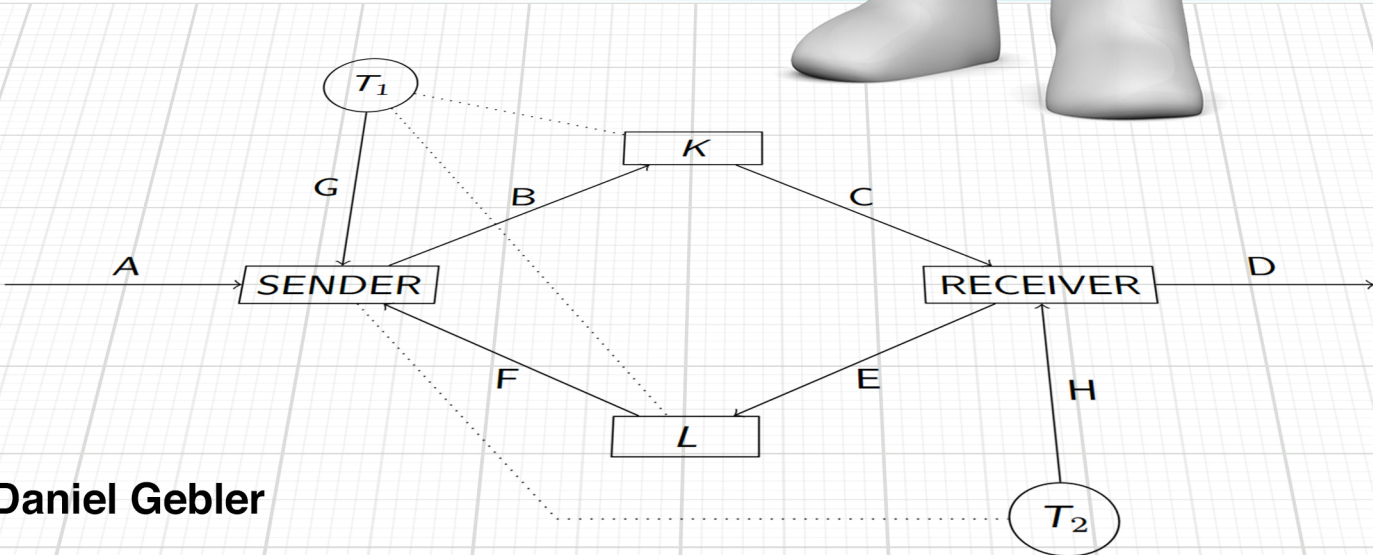 T₁
K
G
B
C
A
SENDER
RECEIVER
D
F
E
H
L
Daniel Gebler
T₂